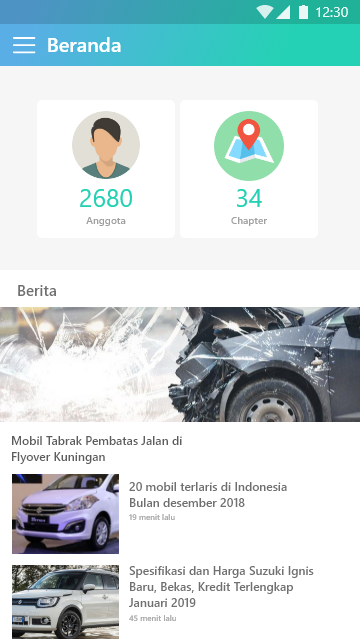 12:30
Beranda
2680
Anggota
34
Chapter
Berita
Mobil Tabrak Pembatas Jalan di
Flyover Kuningan
20 mobil terlaris di Indonesia
Bulan desember 2018
19 menit lalu
Spesifikasi dan Harga Suzuki Ignis
Baru, Bekas, Kredit Terlengkap
Januari 2019
45 menit lalu